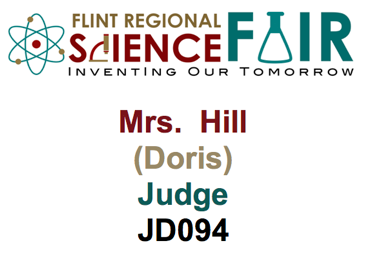 FLINT REGIONAL
SCIENCE FAIR
INVENTING OUR TOMORROW
Mrs. Hill
(Doris)
Judge
JD094